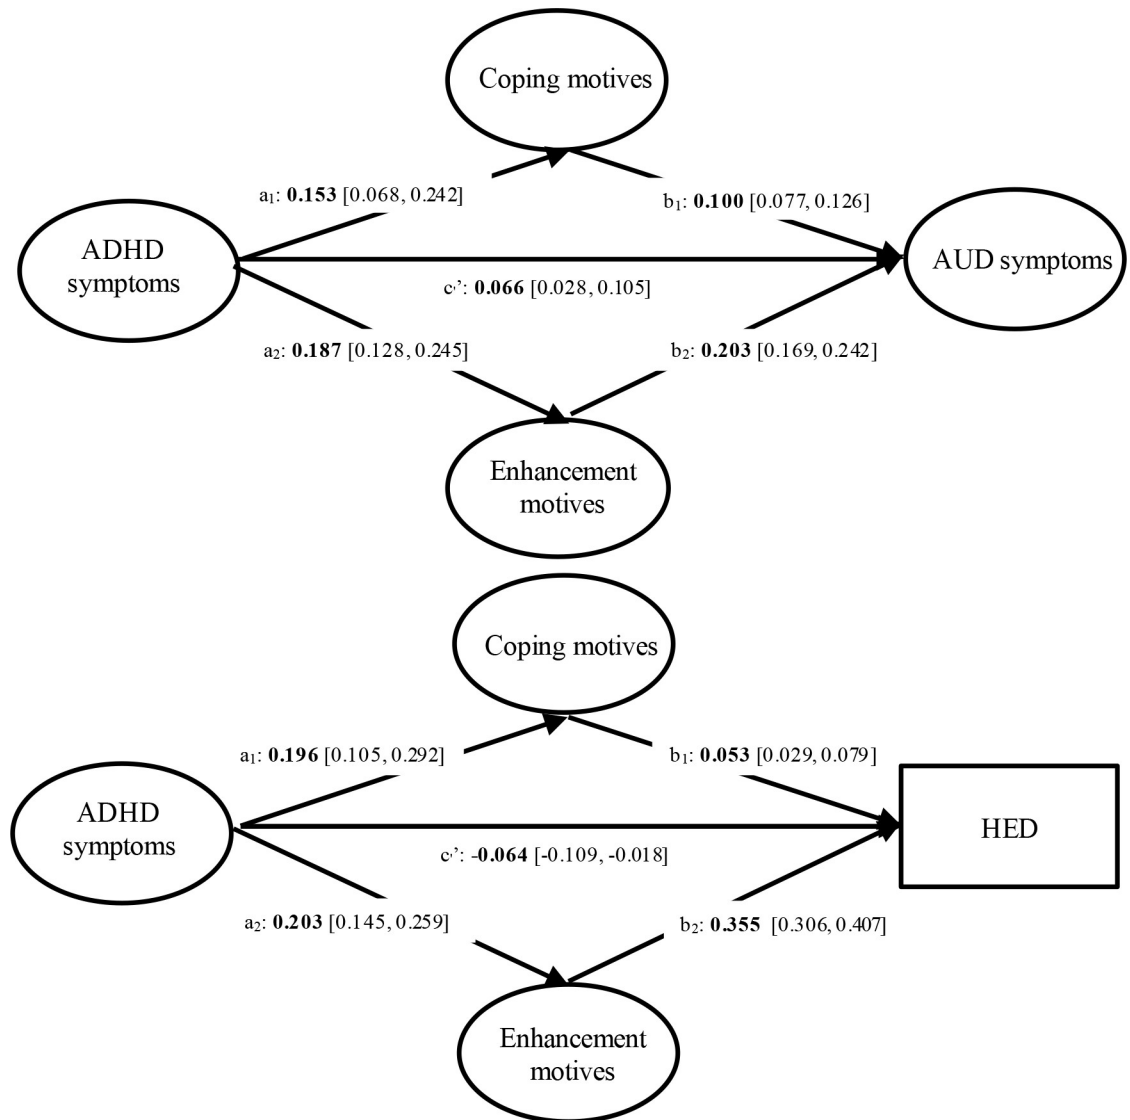 Coping motives
a₁: 0.153 [0.068, 0.242]
b₁: 0.100 [0.077, 0.126]
ADHD
symptoms
AUD symptoms
c’: 0.066 [0.028, 0.105]
a₂: 0.187 [0.128, 0.245]
b₂: 0.203 [0.169, 0.242]
Enhancement
motives
Coping motives
a₁: 0.196 [0.105, 0.292]
b₁: 0.053 [0.029, 0.079]
ADHD
symptoms
HED
c’: -0.064 [-0.109, -0.018]
a₂: 0.203 [0.145, 0.259]
b₂: 0.355 [0.306, 0.407]
Enhancement
motives